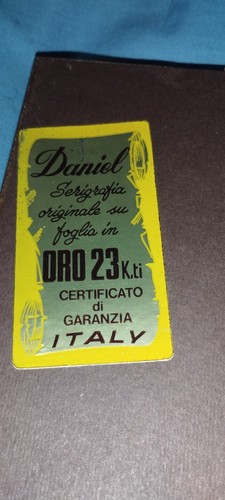 Daniel
Serigrafia
originale su
foglia in
ORO 23 K.ti
CERTIFICATO
di
GARANZIA
ITALY